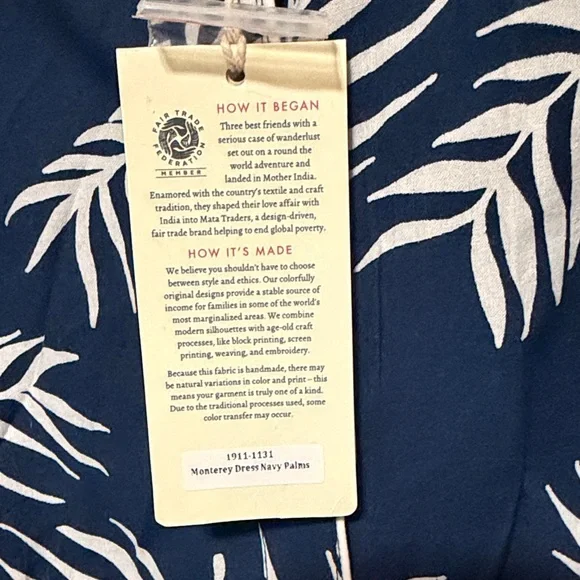 FAIR TRADE
FEDERATION
MEMBER
HOW IT BEGAN
Three best friends with a
serious case of wanderlust
set out on a round the
world adventure and
landed in Mother India.
Enamored with the country's textile and craft
tradition, they shaped their love affair with
India into Mata Traders, a design-driven,
fair trade brand helping to end global poverty.
HOW IT'S MADE
We believe you shouldn't have to choose
between style and ethics. Our colorfully
original designs provide a stable source of
income for families in some of the world's
most marginalized areas. We combine
modern silhouettes with age-old craft
processes, like block printing, screen
printing, weaving, and embroidery.
Because this fabric is handmade, there may
be natural variations in color and print—this
means your garment is truly one of a kind.
Due to the traditional processes used, some
color transfer may occur.
1911-1131
Monterey Dress Navy Palms